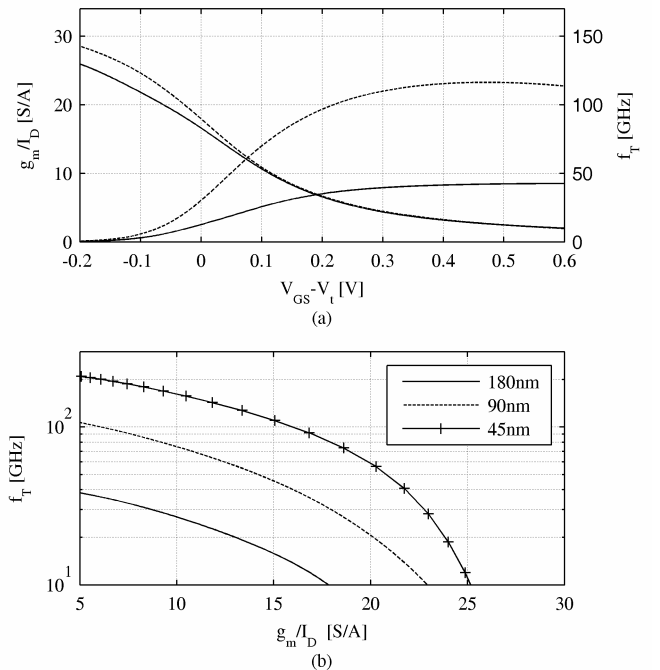 30
20
10
0
g_m/I_D [S/A]
150
100
50
0
f_T [GHz]
-0.2 -0.1 0 0.1 0.2 0.3 0.4 0.5 0.6
V_GS-V_t [V]
(a)
10^2
10^1
f_T [GHz]
180nm
90nm
45nm
5 10 15 20 25 30
g_m/I_D [S/A]
(b)